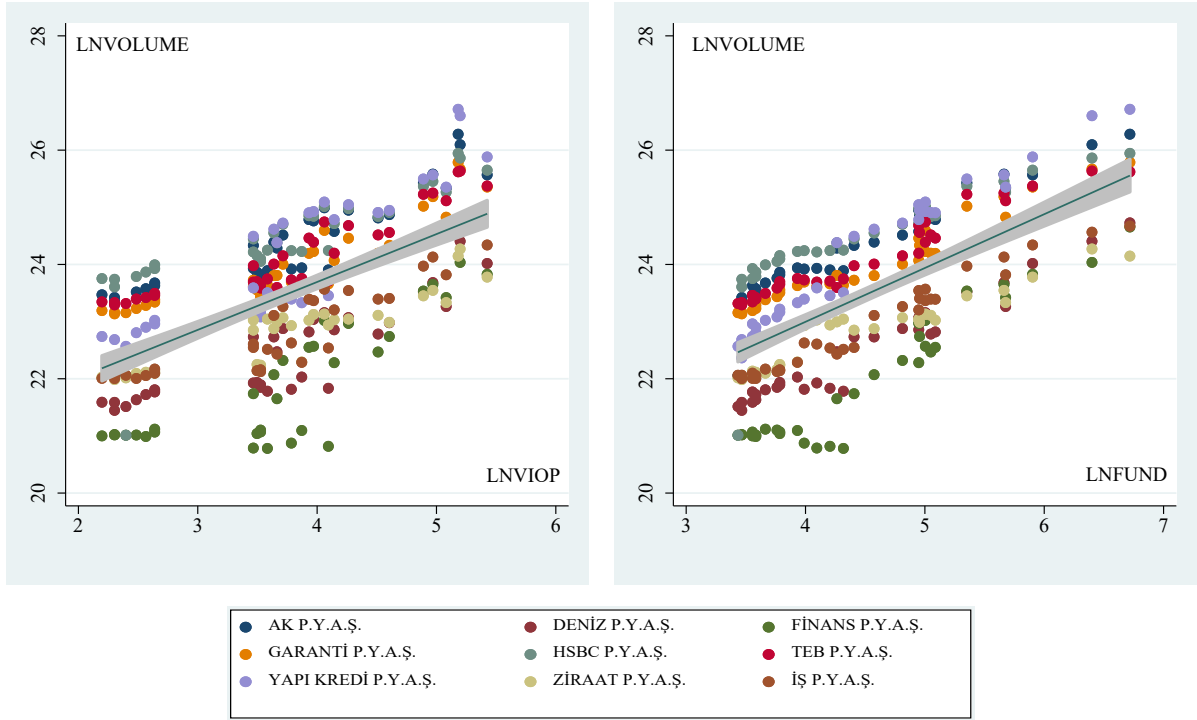 LNVOLUME
28
26
24
22
20
LNVIOP
2 3 4 5 6
LNVOLUME
28
26
24
22
20
LNFUND
3 4 5 6 7
AK P.Y.A.Ş. DENİZ P.Y.A.Ş. FİNANS P.Y.A.Ş.
GARANTİ P.Y.A.Ş. HSBC P.Y.A.Ş. TEB P.Y.A.Ş.
YAPI KREDİ P.Y.A.Ş. ZİRAAT P.Y.A.Ş. İŞ P.Y.A.Ş.